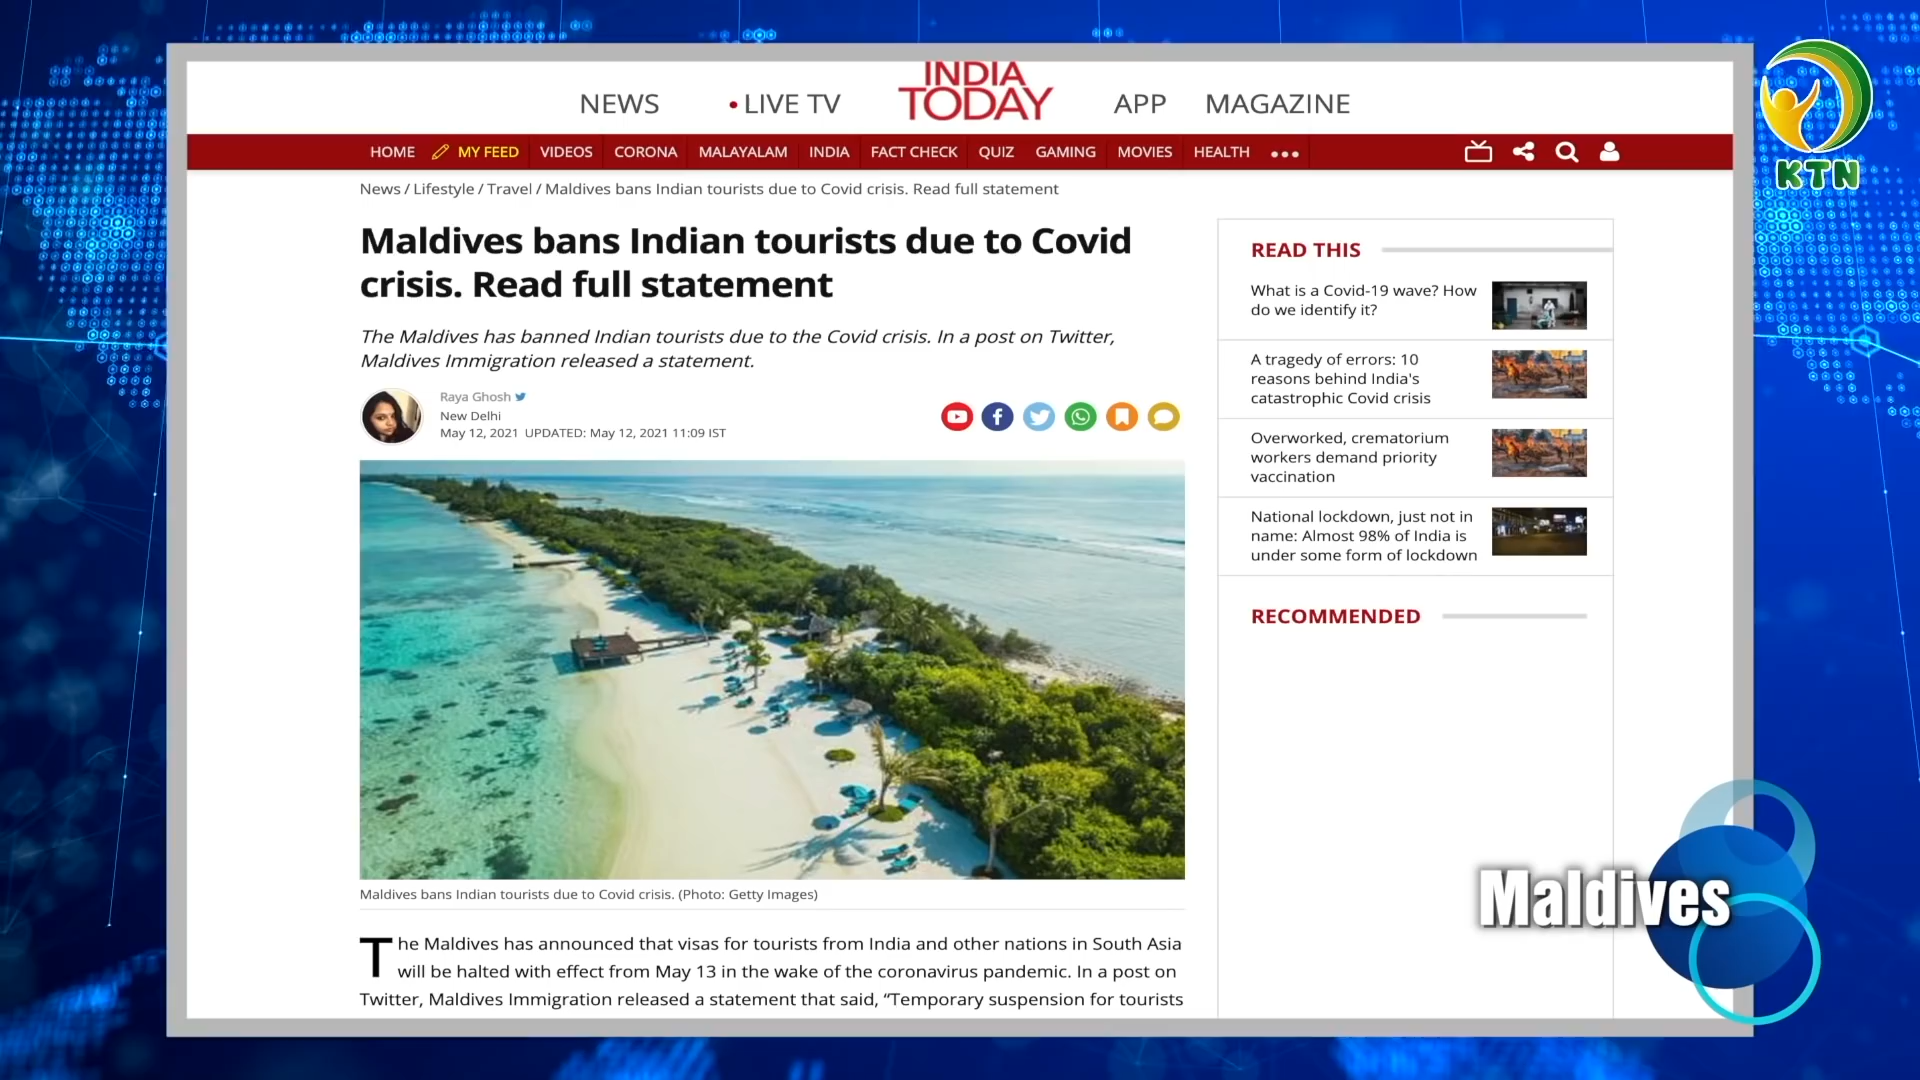 INDIA
TODAY
NEWS
LIVE TV
APP
MAGAZINE
KTN
HOME
MY FEED
VIDEOS
CORONA
MALAYALAM
INDIA
FACT CHECK
QUIZ
GAMING
MOVIES
HEALTH
News / Lifestyle / Travel / Maldives bans Indian tourists due to Covid crisis. Read full statement
Maldives bans Indian tourists due to Covid
crisis. Read full statement
The Maldives has banned Indian tourists due to the Covid crisis. In a post on Twitter,
Maldives Immigration released a statement.
Raya Ghosh
New Delhi
May 12, 2021 UPDATED: May 12, 2021 11:09 IST
Maldives bans Indian tourists due to Covid crisis. (Photo: Getty Images)
The Maldives has announced that visas for tourists from India and other nations in South Asia
will be halted with effect from May 13 in the wake of the coronavirus pandemic. In a post on
Twitter, Maldives Immigration released a statement that said, “Temporary suspension for tourists
READ THIS
What is a Covid-19 wave? How
do we identify it?
A tragedy of errors: 10
reasons behind India's
catastrophic Covid crisis
Overworked, crematorium
workers demand priority
vaccination
National lockdown, just not in
name: Almost 98% of India is
under some form of lockdown
RECOMMENDED
Maldives